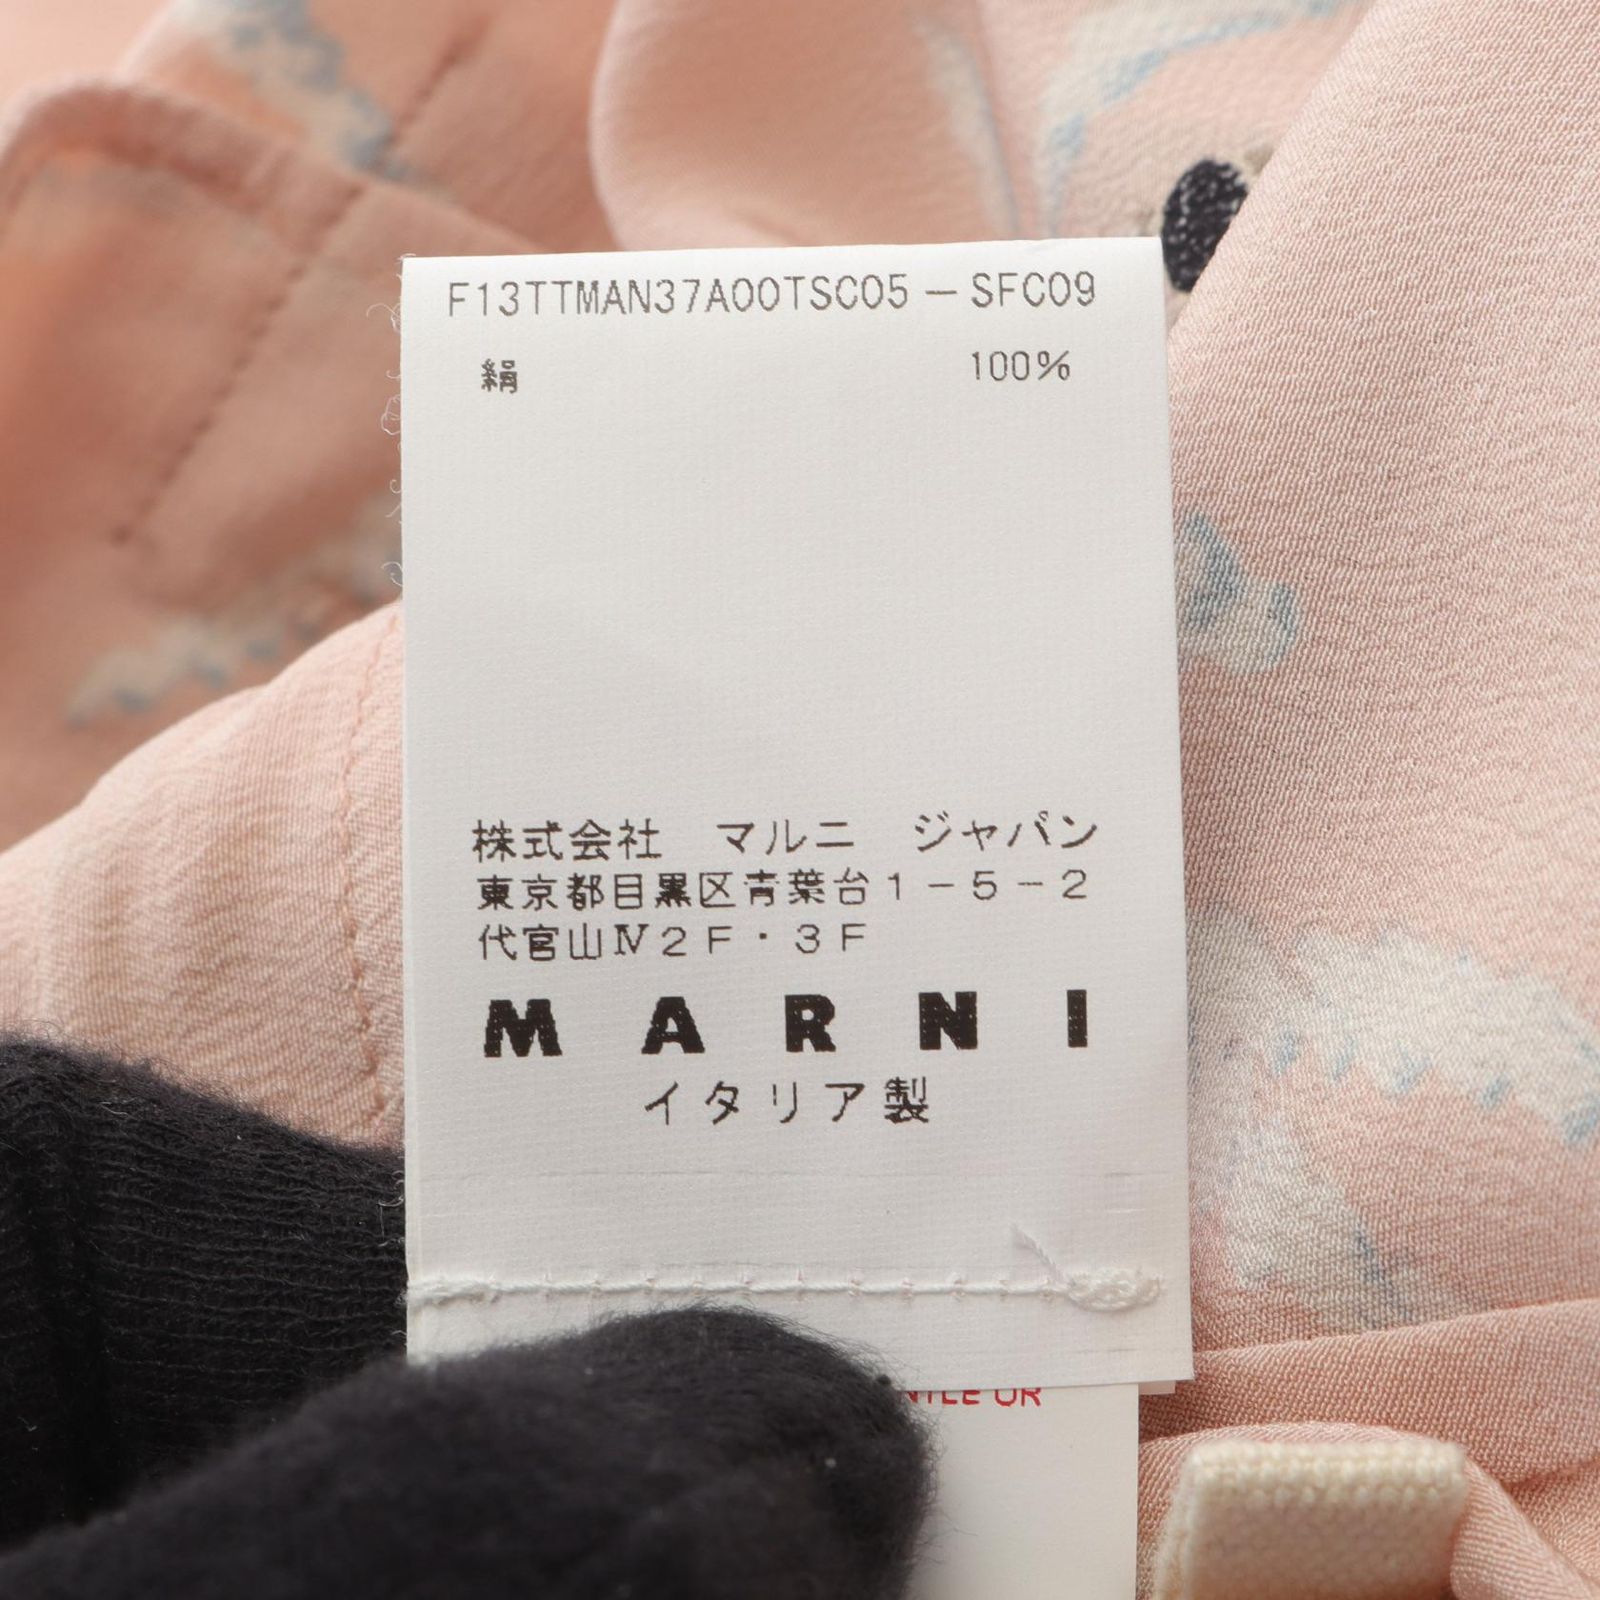 F13TTMAN37A00TSC05 – SFC09
絹 100%
株式会社 マルニ ジャパン
東京都目黒区青葉台1-5-2
代官山Ⅳ2F・3F
MARNI
イタリア製
OR